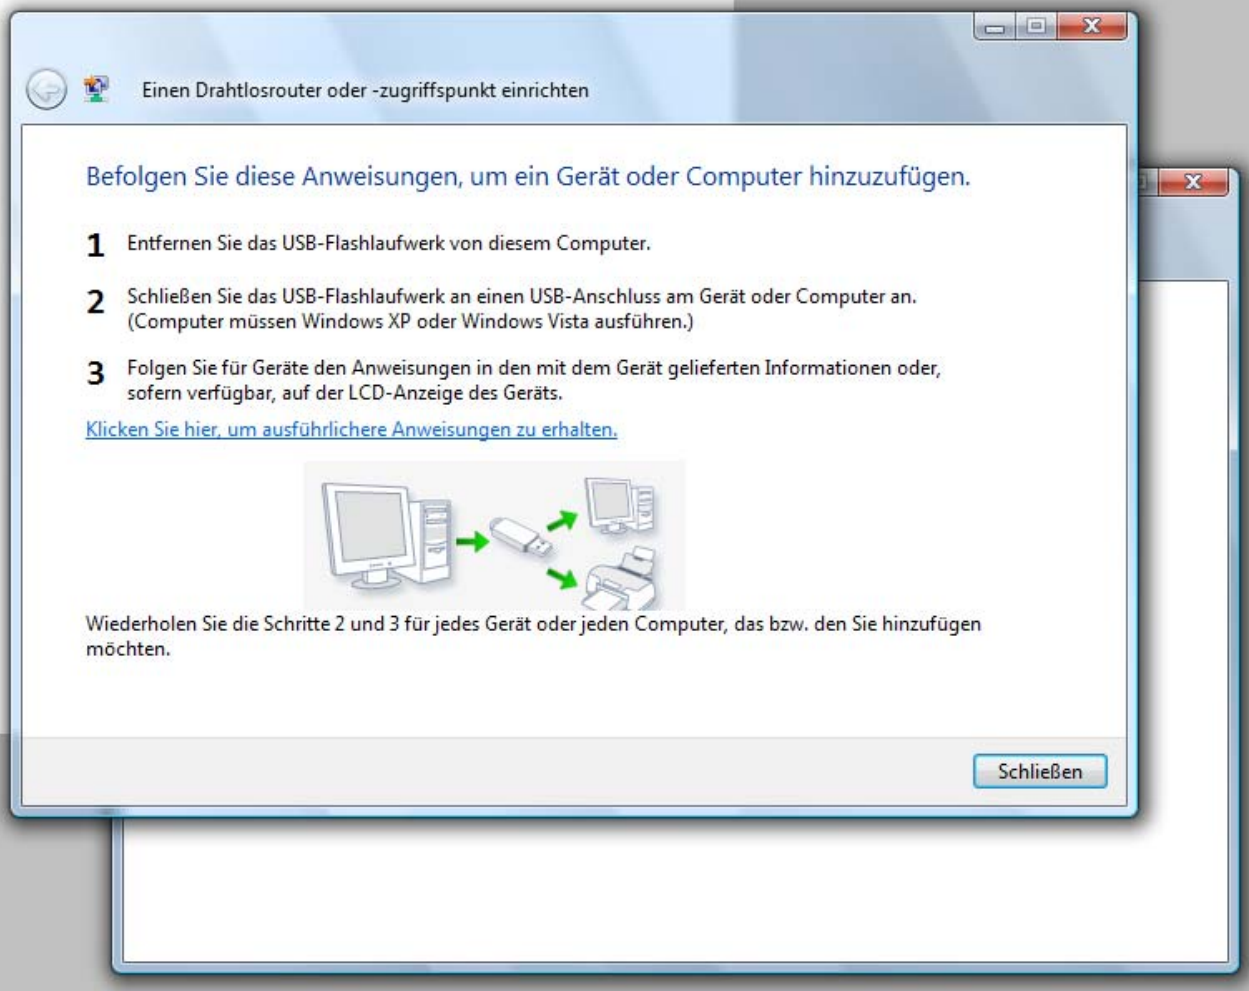 Einen Drahtlosrouter oder -zugriffspunkt einrichten
Befolgen Sie diese Anweisungen, um ein Gerät oder Computer hinzuzufügen.
1 Entfernen Sie das USB-Flashlaufwerk von diesem Computer.
2 Schließen Sie das USB-Flashlaufwerk an einen USB-Anschluss am Gerät oder Computer an.
(Computer müssen Windows XP oder Windows Vista ausführen.)
3 Folgen Sie für Geräte den Anweisungen in den mit dem Gerät gelieferten Informationen oder,
sofern verfügbar, auf der LCD-Anzeige des Geräts.
Klicken Sie hier, um ausführlichere Anweisungen zu erhalten.
Wiederholen Sie die Schritte 2 und 3 für jedes Gerät oder jeden Computer, das bzw. den Sie hinzufügen
möchten.
Schließen